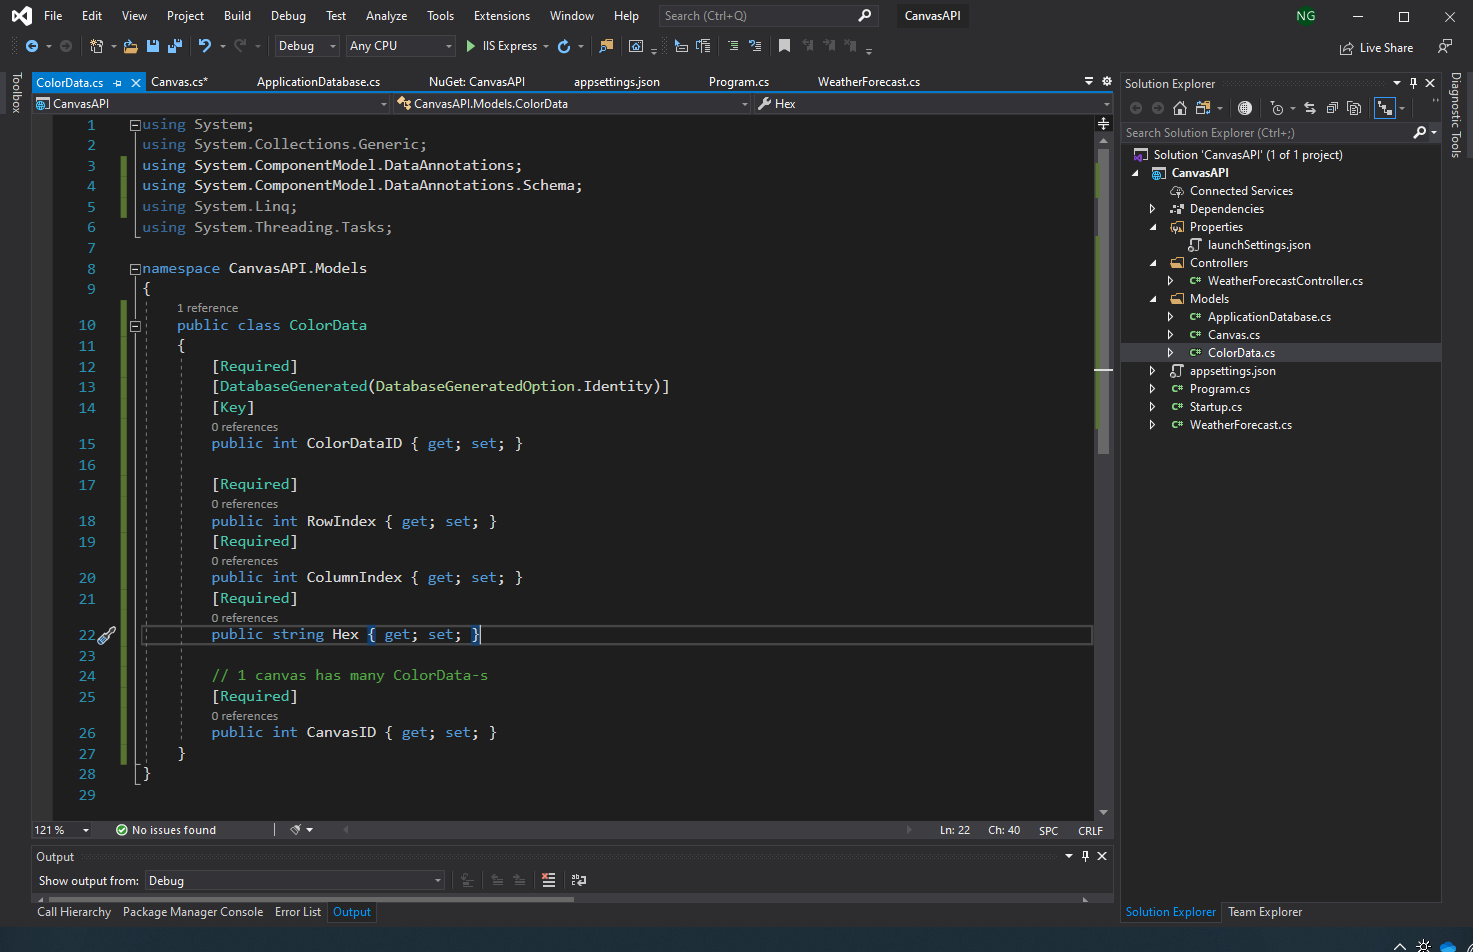 File Edit View Project Build Debug Test Analyze Tools Extensions Window Help Search (Ctrl+Q) CanvasAPI NG
Debug Any CPU IIS Express Live Share
Toolbox
ColorData.cs Canvas.cs* ApplicationDatabase.cs NuGet: CanvasAPI appsettings.json Program.cs WeatherForecast.cs
CanvasAPI CanvasAPI.Models.ColorData Hex
1 using System;
2 using System.Collections.Generic;
3 using System.ComponentModel.DataAnnotations;
4 using System.ComponentModel.DataAnnotations.Schema;
5 using System.Linq;
6 using System.Threading.Tasks;
7
8 namespace CanvasAPI.Models
9 {
1 reference
10 public class ColorData
11 {
12 [Required]
13 [DatabaseGenerated(DatabaseGeneratedOption.Identity)]
14 [Key]
0 references
15 public int ColorDataID { get; set; }
16
17 [Required]
0 references
18 public int RowIndex { get; set; }
19 [Required]
0 references
20 public int ColumnIndex { get; set; }
21 [Required]
0 references
22 public string Hex { get; set; }
23
24 // 1 canvas has many ColorData-s
25 [Required]
0 references
26 public int CanvasID { get; set; }
27 }
28 }
29
121 % No issues found Ln: 22 Ch: 40 SPC CRLF
Output
Show output from: Debug
Call Hierarchy Package Manager Console Error List Output
Solution Explorer
Search Solution Explorer (Ctrl+;)
Solution 'CanvasAPI' (1 of 1 project)
CanvasAPI
Connected Services
Dependencies
Properties
launchSettings.json
Controllers
C# WeatherForecastController.cs
Models
C# ApplicationDatabase.cs
C# Canvas.cs
C# ColorData.cs
appsettings.json
C# Program.cs
C# Startup.cs
C# WeatherForecast.cs
Solution Explorer Team Explorer
Diagnostic Tools